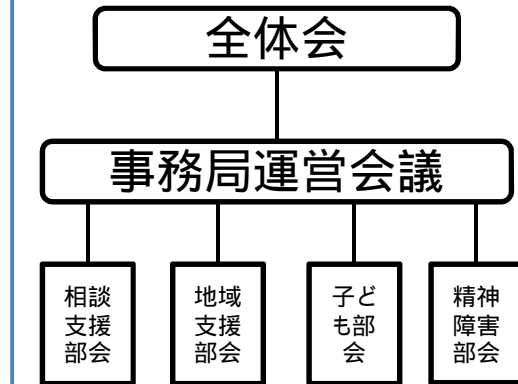 全体会
事務局運営会議
相談
支援
部会
地域
支援
部会
子ど
も部
会
精神
障害
部会